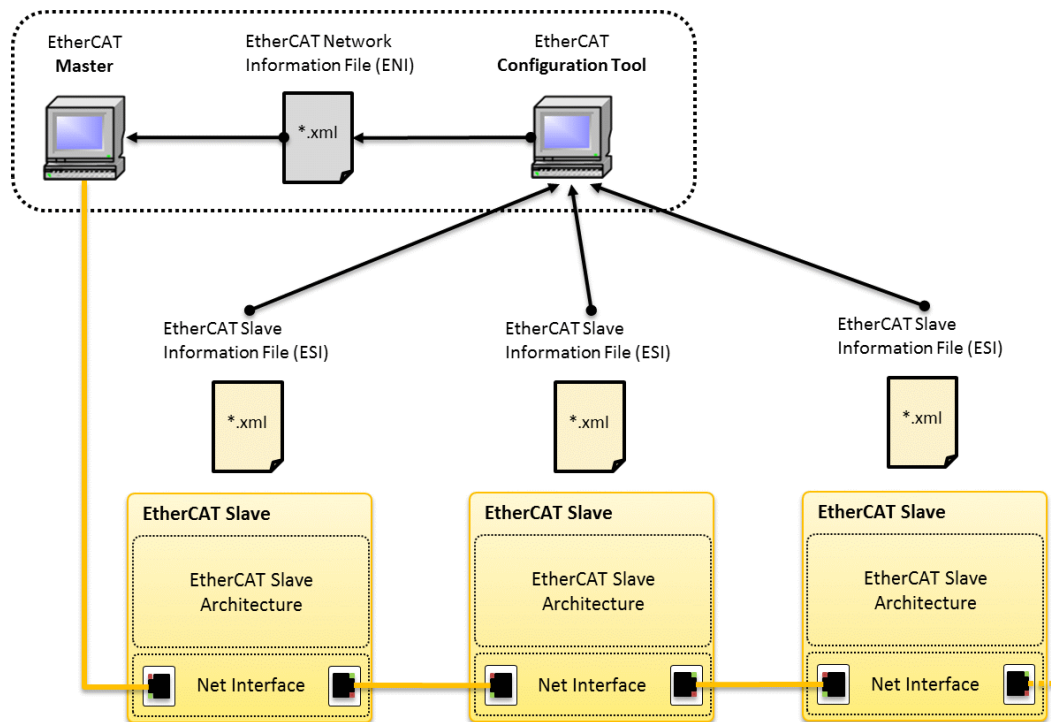 EtherCAT
Master
EtherCAT Network
Information File (ENI)
EtherCAT
Configuration Tool
*.xml
EtherCAT Slave
Information File (ESI)
EtherCAT Slave
Information File (ESI)
EtherCAT Slave
Information File (ESI)
*.xml
*.xml
*.xml
EtherCAT Slave
EtherCAT Slave
Architecture
Net Interface
EtherCAT Slave
EtherCAT Slave
Architecture
Net Interface
EtherCAT Slave
EtherCAT Slave
Architecture
Net Interface